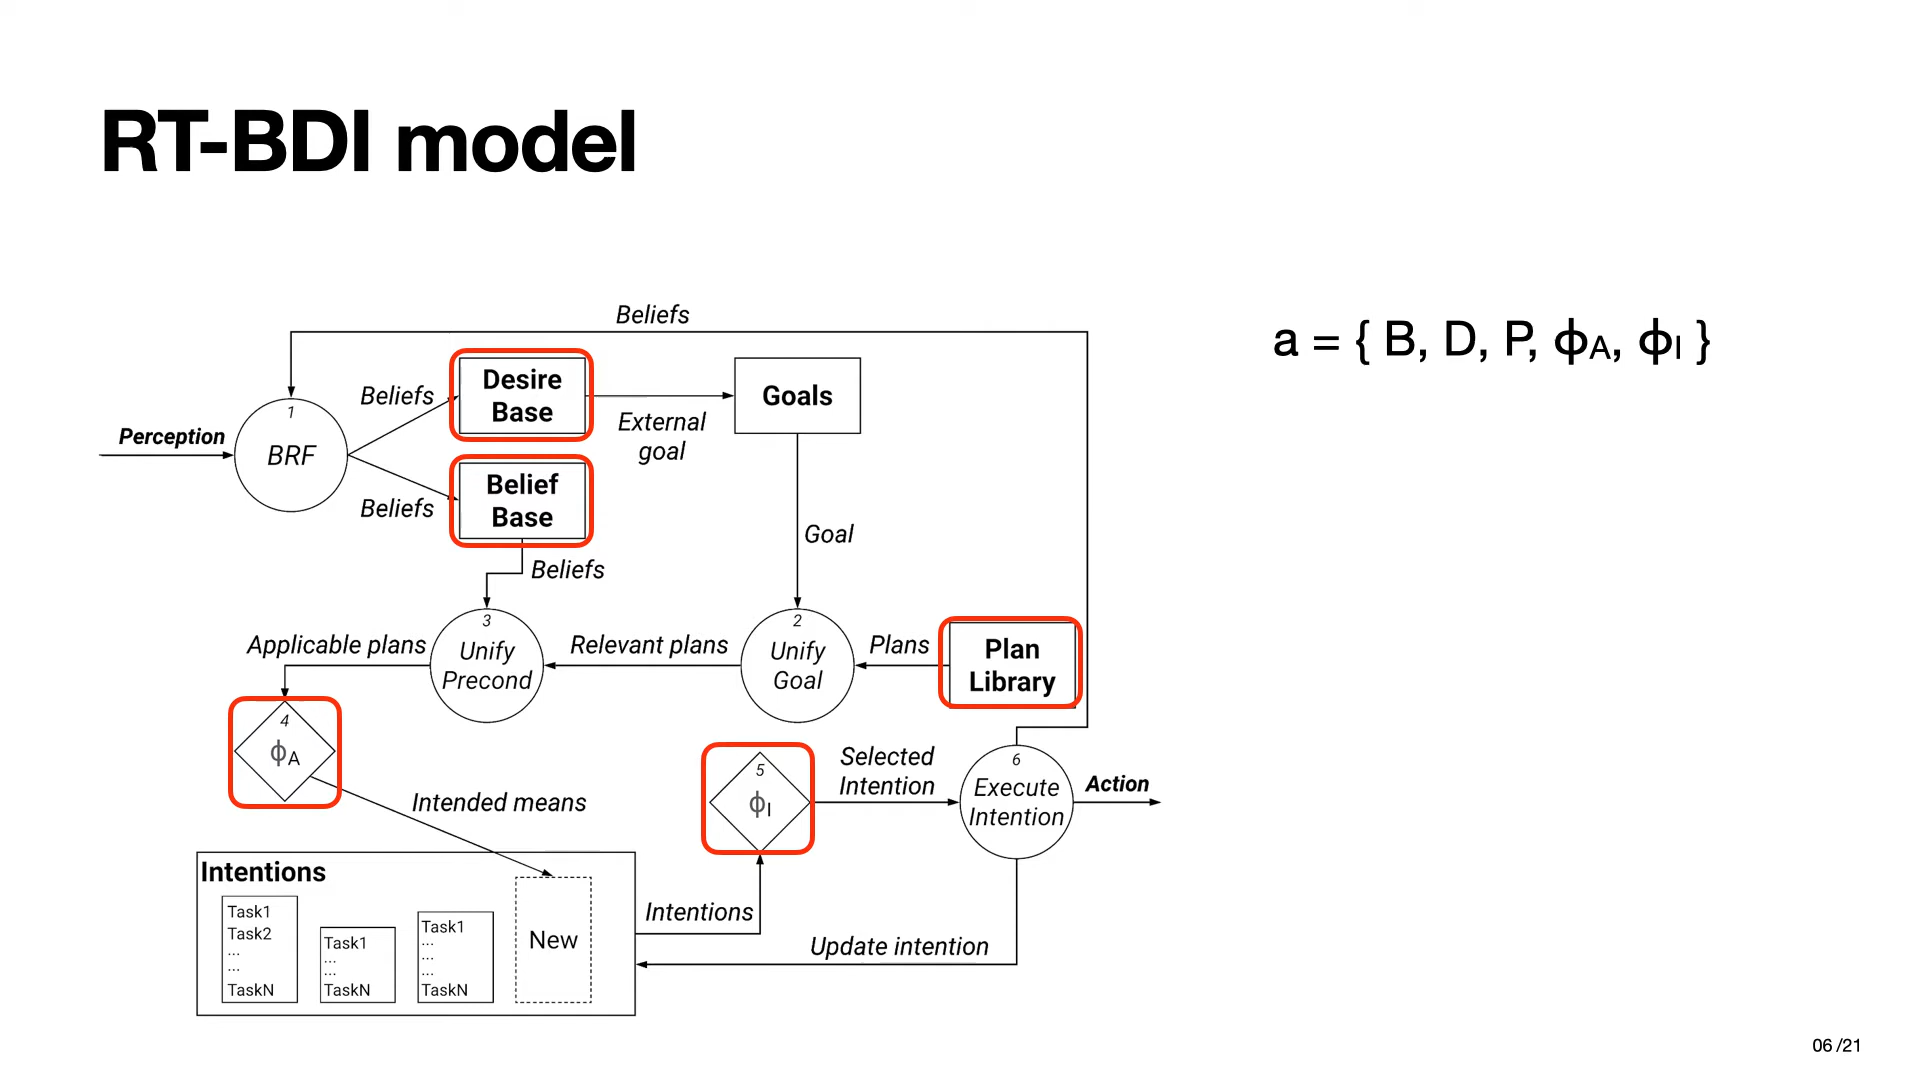 RT-BDI model
Beliefs
a = { B, D, P, ϕA, ϕI }
Desire
Base
Goals
Beliefs
External
goal
1
BRF
Perception
Belief
Base
Beliefs
Goal
Beliefs
3
Unify
Precond
2
Unify
Goal
Applicable plans
Relevant plans
Plans
Plan
Library
4
ϕA
5
ϕI
Selected
Intention
6
Execute
Intention
Action
Intended means
Intentions
Task1
Task2
...
...
TaskN
Task1
...
...
TaskN
Task1
...
...
...
TaskN
New
Intentions
Update intention
06 /21